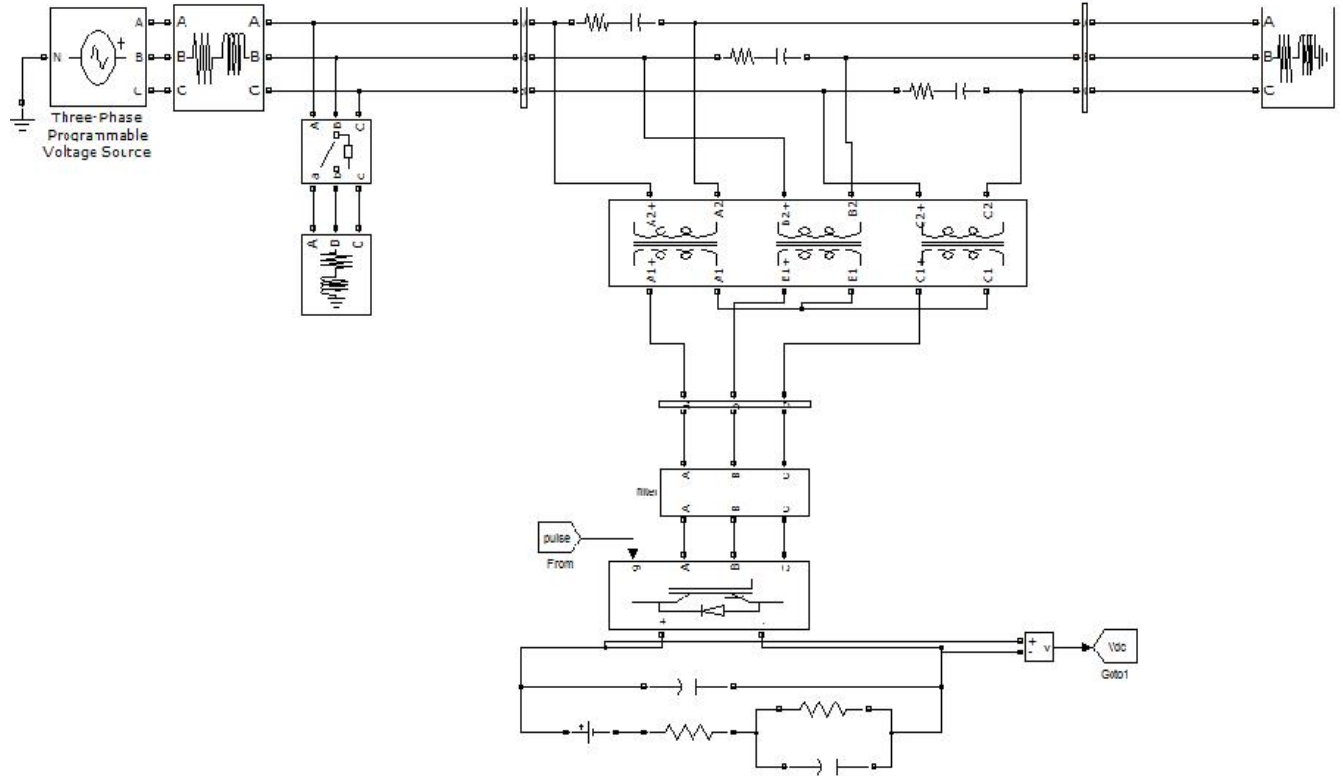 A A A A
N + B B B B B
C C C C
Three-Phase
Programmable
Voltage Source
A B C
a b c
A B C
A2+ A2 B2+ B2 C2+ C2
A1+ A1 B1+ B1 C1+ C1
A B C
filter
A B C
pulse
From
g A B C
+ -
+
- v
Vdc
Goto1
+